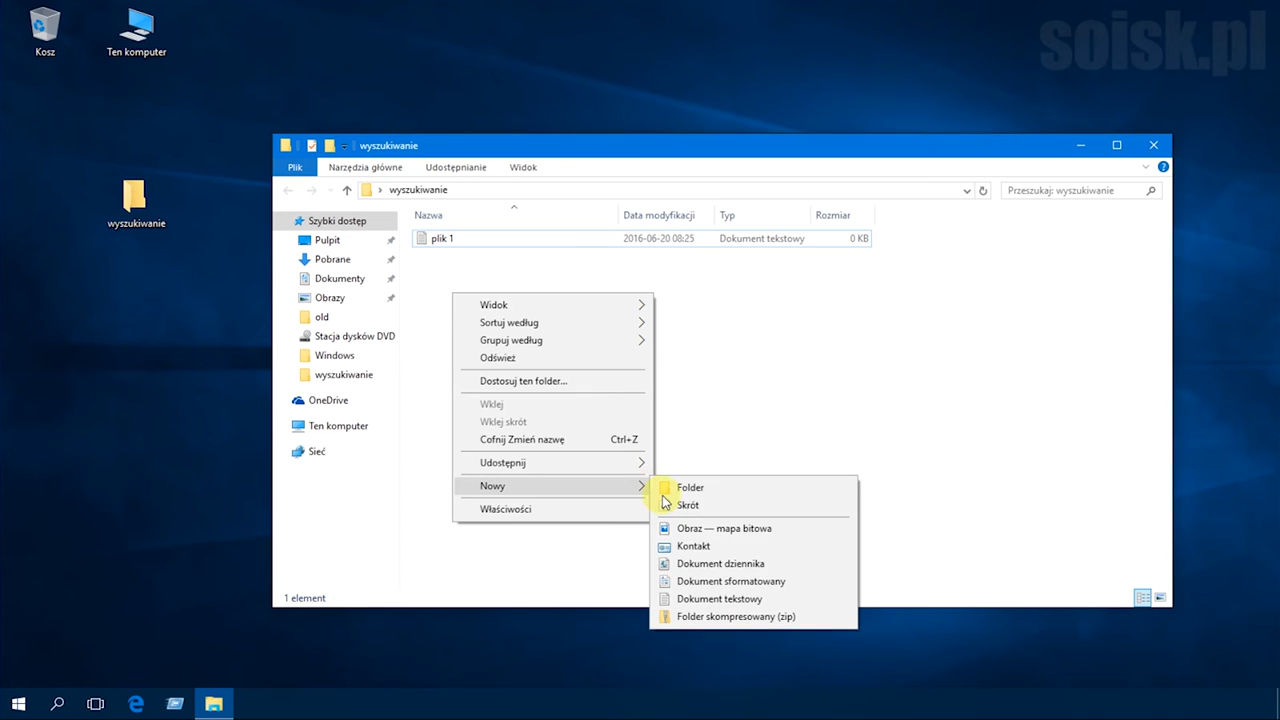 soisk.pl
Kosz
Ten komputer
wyszukiwanie
wyszukiwanie
Plik Narzędzia główne Udostępnianie Widok
wyszukiwanie
Przeszukaj: wyszukiwanie
Nazwa Data modyfikacji Typ Rozmiar
plik 1 2016-06-20 08:25 Dokument tekstowy 0 KB
Szybki dostęp
Pulpit
Pobrane
Dokumenty
Obrazy
old
Stacja dysków DVD
Windows
wyszukiwanie
OneDrive
Ten komputer
Sieć
1 element
Widok
Sortuj według
Grupuj według
Odśwież
Dostosuj ten folder...
Wklej
Wklej skrót
Cofnij Zmień nazwę Ctrl+Z
Udostępnij
Nowy
Właściwości
Folder
Skrót
Obraz — mapa bitowa
Kontakt
Dokument dziennika
Dokument sformatowany
Dokument tekstowy
Folder skompresowany (zip)